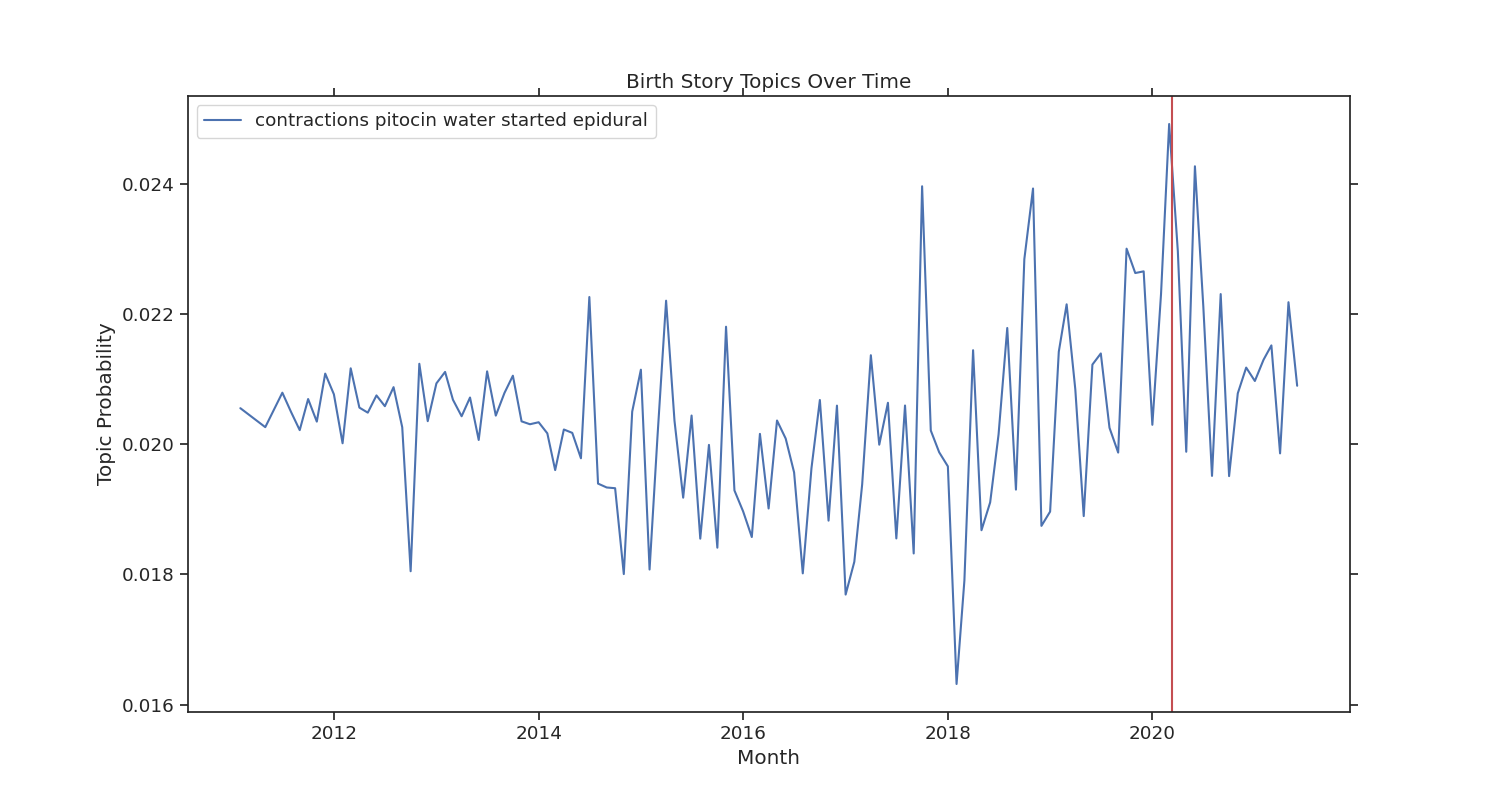 Birth Story Topics Over Time
contractions pitocin water started epidural
Topic Probability
0.024
0.022
0.020
0.018
0.016
2012 2014 2016 2018 2020
Month